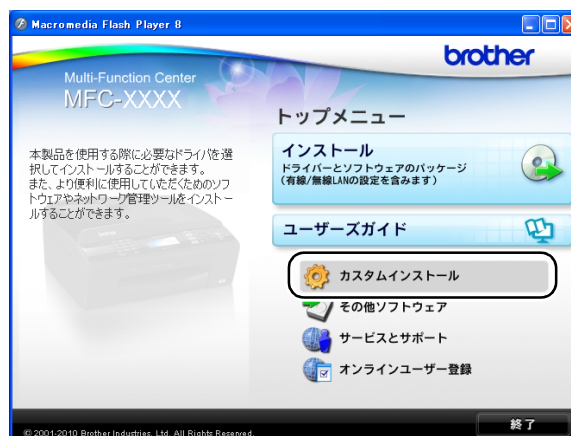 Macromedia Flash Player 8
brother
Multi-Function Center
MFC-XXXX
トップメニュー
本製品を使用する際に必要なドライバを選
択してインストールすることができます。
また、より便利に使用していただくためのソフ
トウェアやネットワーク管理ツールをインストー
ルすることができます。
インストール
ドライバーとソフトウェアのパッケージ
(有線/無線LANの設定を含みます)
ユーザーズガイド
カスタムインストール
その他ソフトウェア
サービスとサポート
オンラインユーザー登録
© 2001-2010 Brother Industries, Ltd. All Rights Reserved.
終了